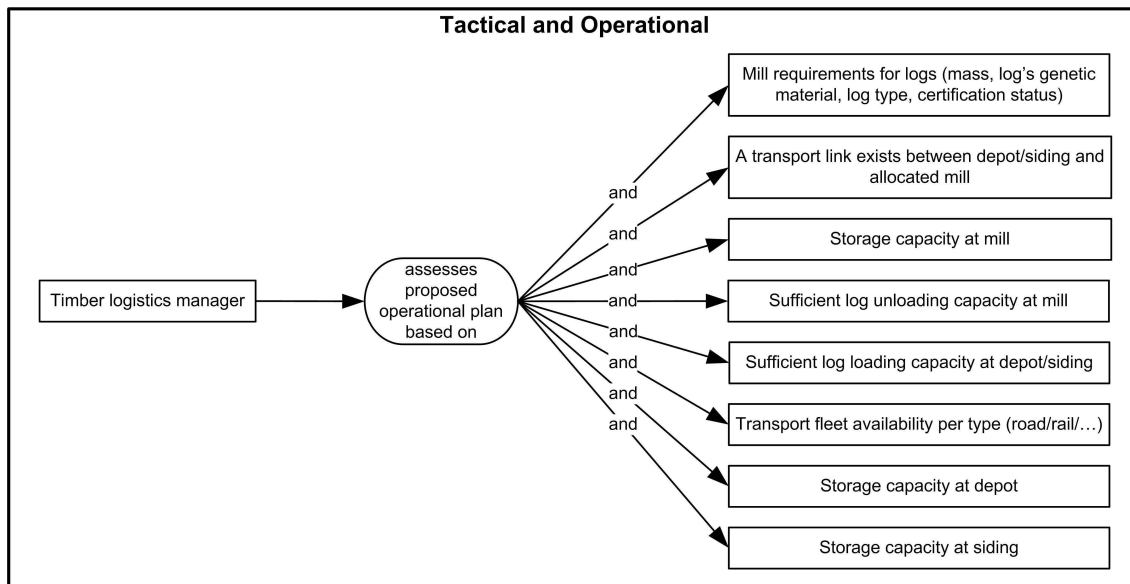 Tactical and Operational
Mill requirements for logs (mass, log's genetic
material, log type, certification status)
A transport link exists between depot/siding and
allocated mill
and
and
Storage capacity at mill
and
Timber logistics manager
assesses
proposed
operational plan
based on
and
Sufficient log unloading capacity at mill
and
Sufficient log loading capacity at depot/siding
and
and
Transport fleet availability per type (road/rail/…)
and
Storage capacity at depot
Storage capacity at siding